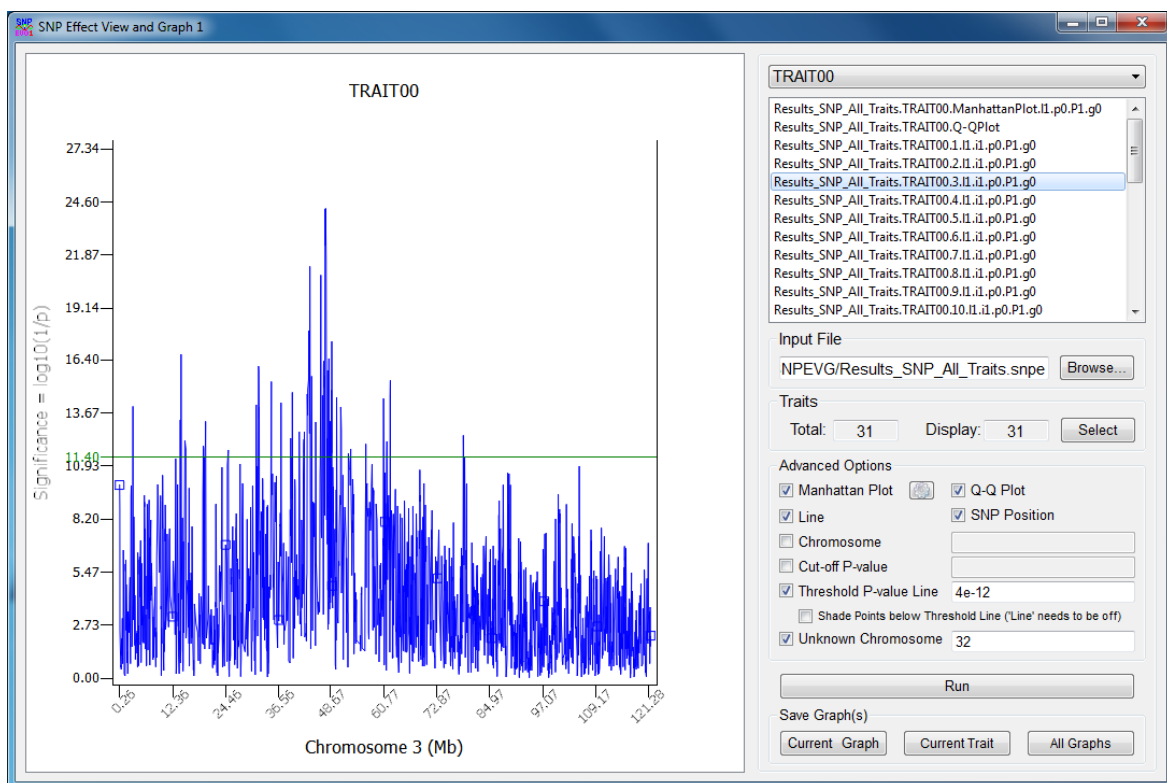 SNP Effect View and Graph 1
TRAIT00
27.34
24.60
21.87
19.14
16.40
13.67
11.40
10.93
8.20
5.47
2.73
0.00
Significance = log10(1/p)
0.26 12.36 24.46 36.56 48.67 60.77 72.87 84.97 97.07 109.17 121.28
Chromosome 3 (Mb)
TRAIT00
Results_SNP_All_Traits.TRAIT00.ManhattanPlot.l1.p0.P1.g0
Results_SNP_All_Traits.TRAIT00.Q-QPlot
Results_SNP_All_Traits.TRAIT00.1.l1.i1.p0.P1.g0
Results_SNP_All_Traits.TRAIT00.2.l1.i1.p0.P1.g0
Results_SNP_All_Traits.TRAIT00.3.l1.i1.p0.P1.g0
Results_SNP_All_Traits.TRAIT00.4.l1.i1.p0.P1.g0
Results_SNP_All_Traits.TRAIT00.5.l1.i1.p0.P1.g0
Results_SNP_All_Traits.TRAIT00.6.l1.i1.p0.P1.g0
Results_SNP_All_Traits.TRAIT00.7.l1.i1.p0.P1.g0
Results_SNP_All_Traits.TRAIT00.8.l1.i1.p0.P1.g0
Results_SNP_All_Traits.TRAIT00.9.l1.i1.p0.P1.g0
Results_SNP_All_Traits.TRAIT00.10.l1.i1.p0.P1.g0
Input File
NPEVG/Results_SNP_All_Traits.snpe Browse...
Traits
Total: 31 Display: 31 Select
Advanced Options
Manhattan Plot Q-Q Plot
Line SNP Position
Chromosome
Cut-off P-value
Threshold P-value Line 4e-12
Shade Points below Threshold Line ('Line' needs to be off)
Unknown Chromosome 32
Run
Save Graph(s)
Current Graph Current Trait All Graphs